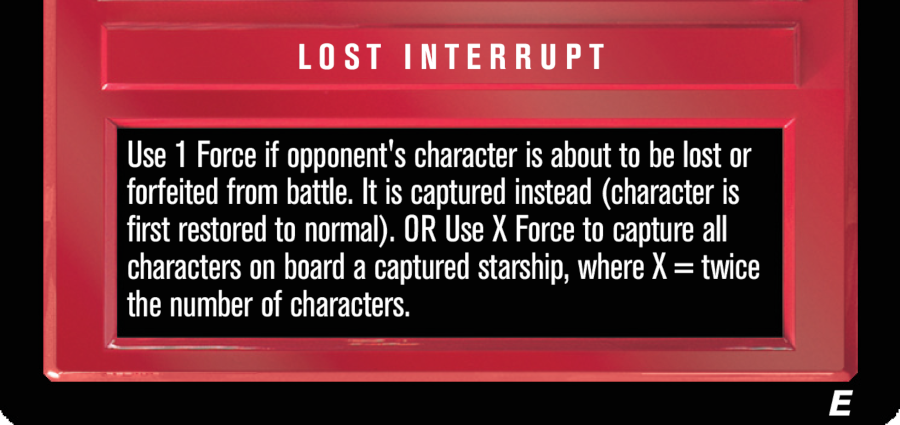 LOST INTERRUPT
Use 1 Force if opponent's character is about to be lost or
forfeited from battle. It is captured instead (character is
first restored to normal). OR Use X Force to capture all
characters on board a captured starship, where X = twice
the number of characters.
E